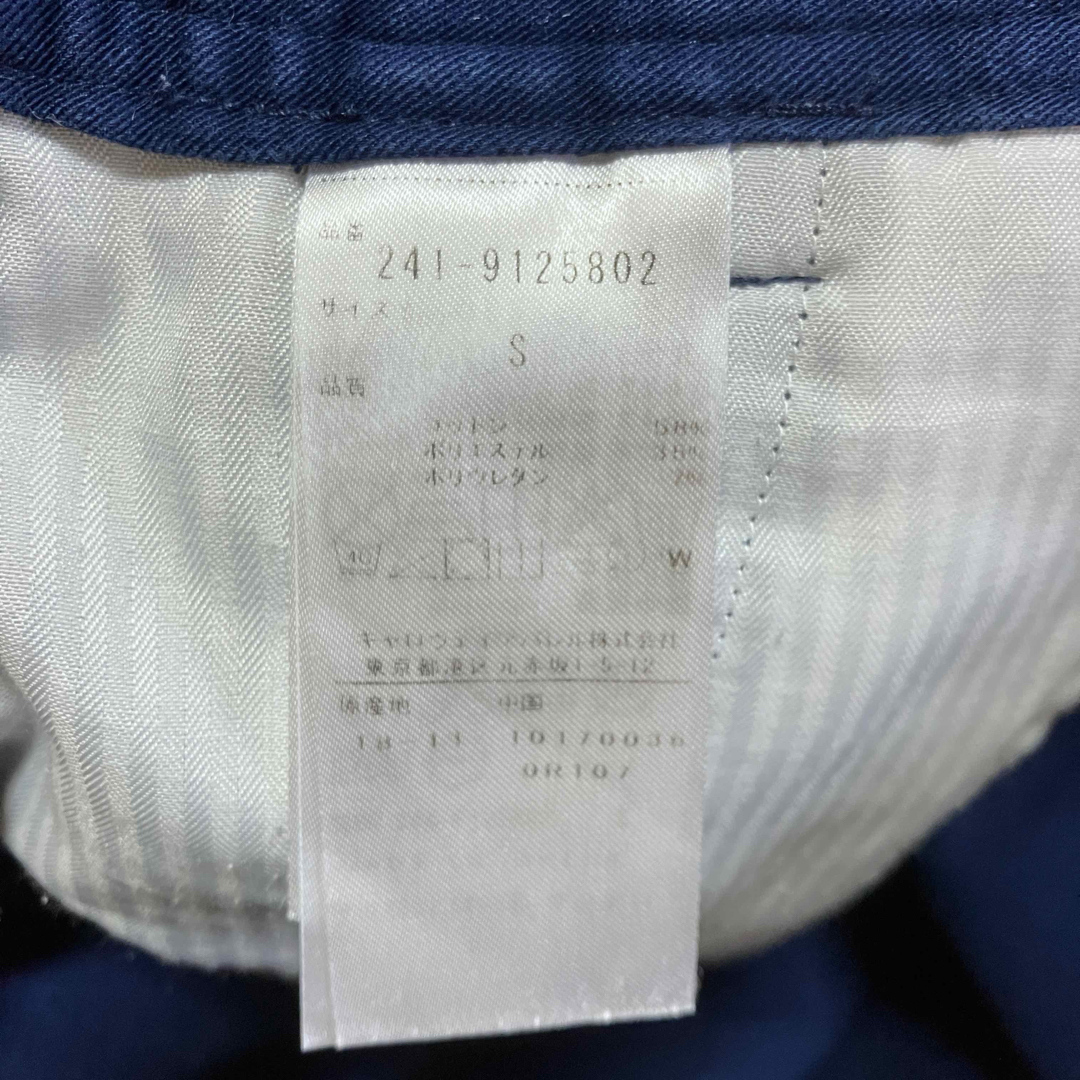 品番
241-9125802
サイズ
S
品質
コットン 58%
ポリエステル 38%
ポリウレタン
40 W
キャロウェイアパレル株式会社
東京都港区元赤坂1-5-12
原産地 中国
18-11 10170036
0R107